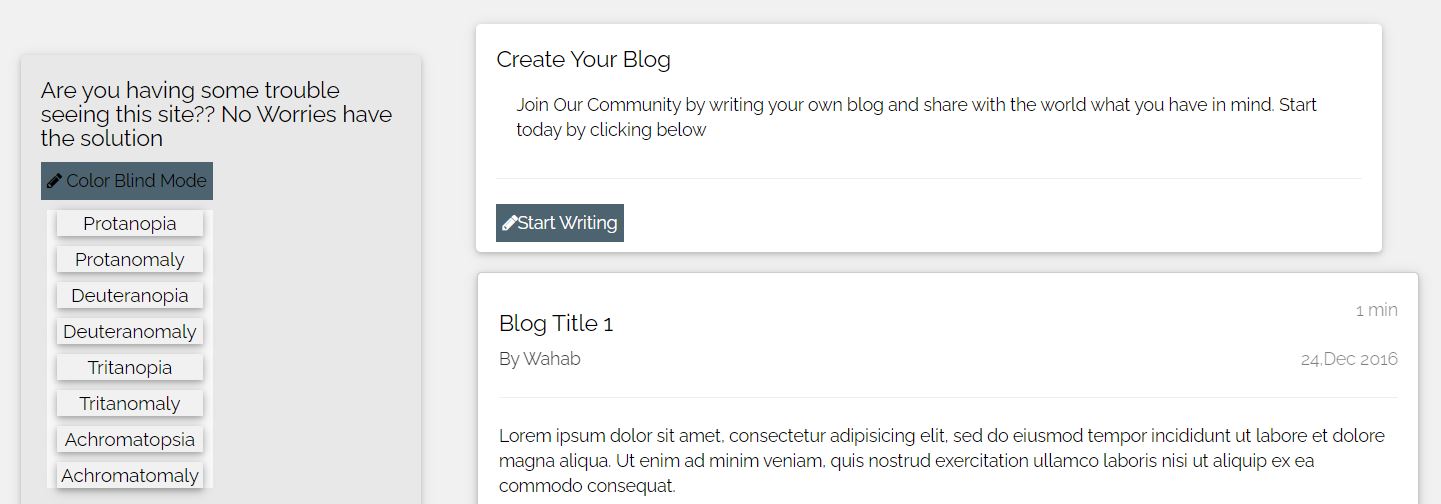 Are you having some trouble
seeing this site?? No Worries have
the solution
Color Blind Mode
Protanopia
Protanomaly
Deuteranopia
Deuteranomaly
Tritanopia
Tritanomaly
Achromatopsia
Achromatomaly
Create Your Blog
Join Our Community by writing your own blog and share with the world what you have in mind. Start
today by clicking below
Start Writing
1 min
Blog Title 1
By Wahab
24,Dec 2016
Lorem ipsum dolor sit amet, consectetur adipisicing elit, sed do eiusmod tempor incididunt ut labore et dolore
magna aliqua. Ut enim ad minim veniam, quis nostrud exercitation ullamco laboris nisi ut aliquip ex ea
commodo consequat.